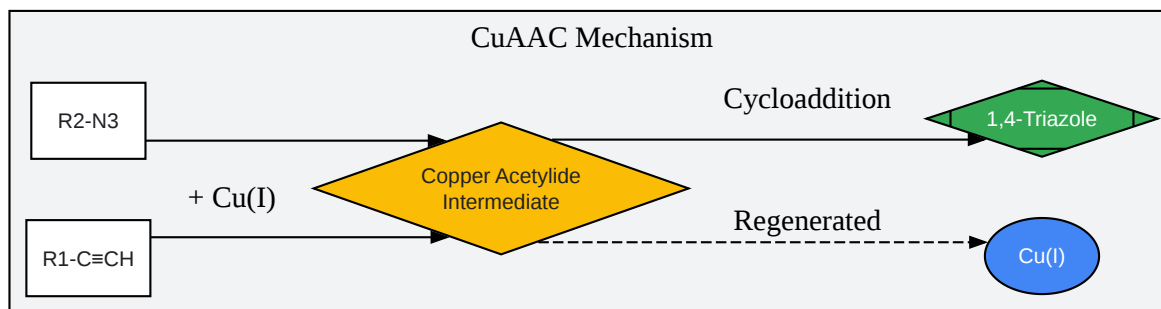 CuAAC Mechanism
R2-N3
Cycloaddition
1,4-Triazole
+ Cu(I)
Copper Acetylide
Intermediate
R1-C≡CH
Regenerated
Cu(I)